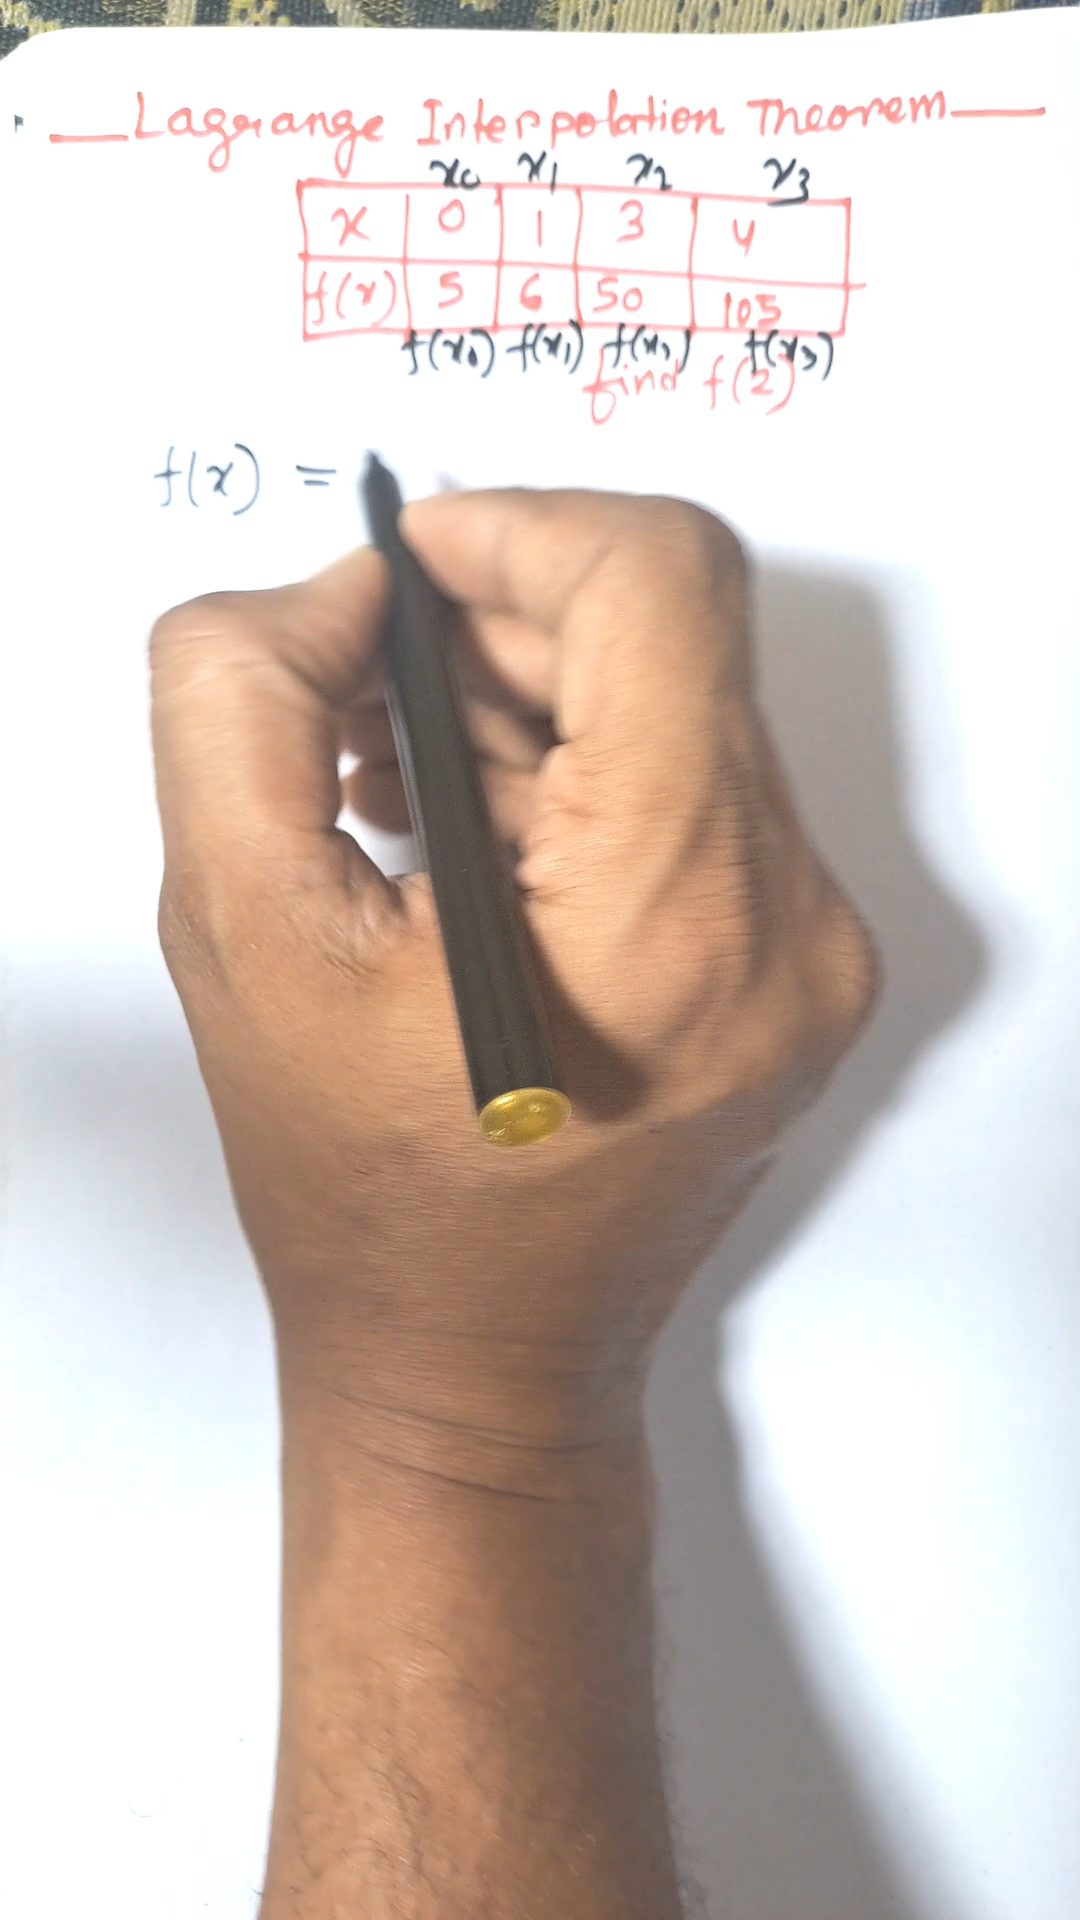 Lagrange Interpolation Theorem
x0 x1 x2 x3
x 0 1 3 4
f(x) 5 6 50 105
f(x0) f(x1) f(x2) f(x3)
find f(2)
f(x) =